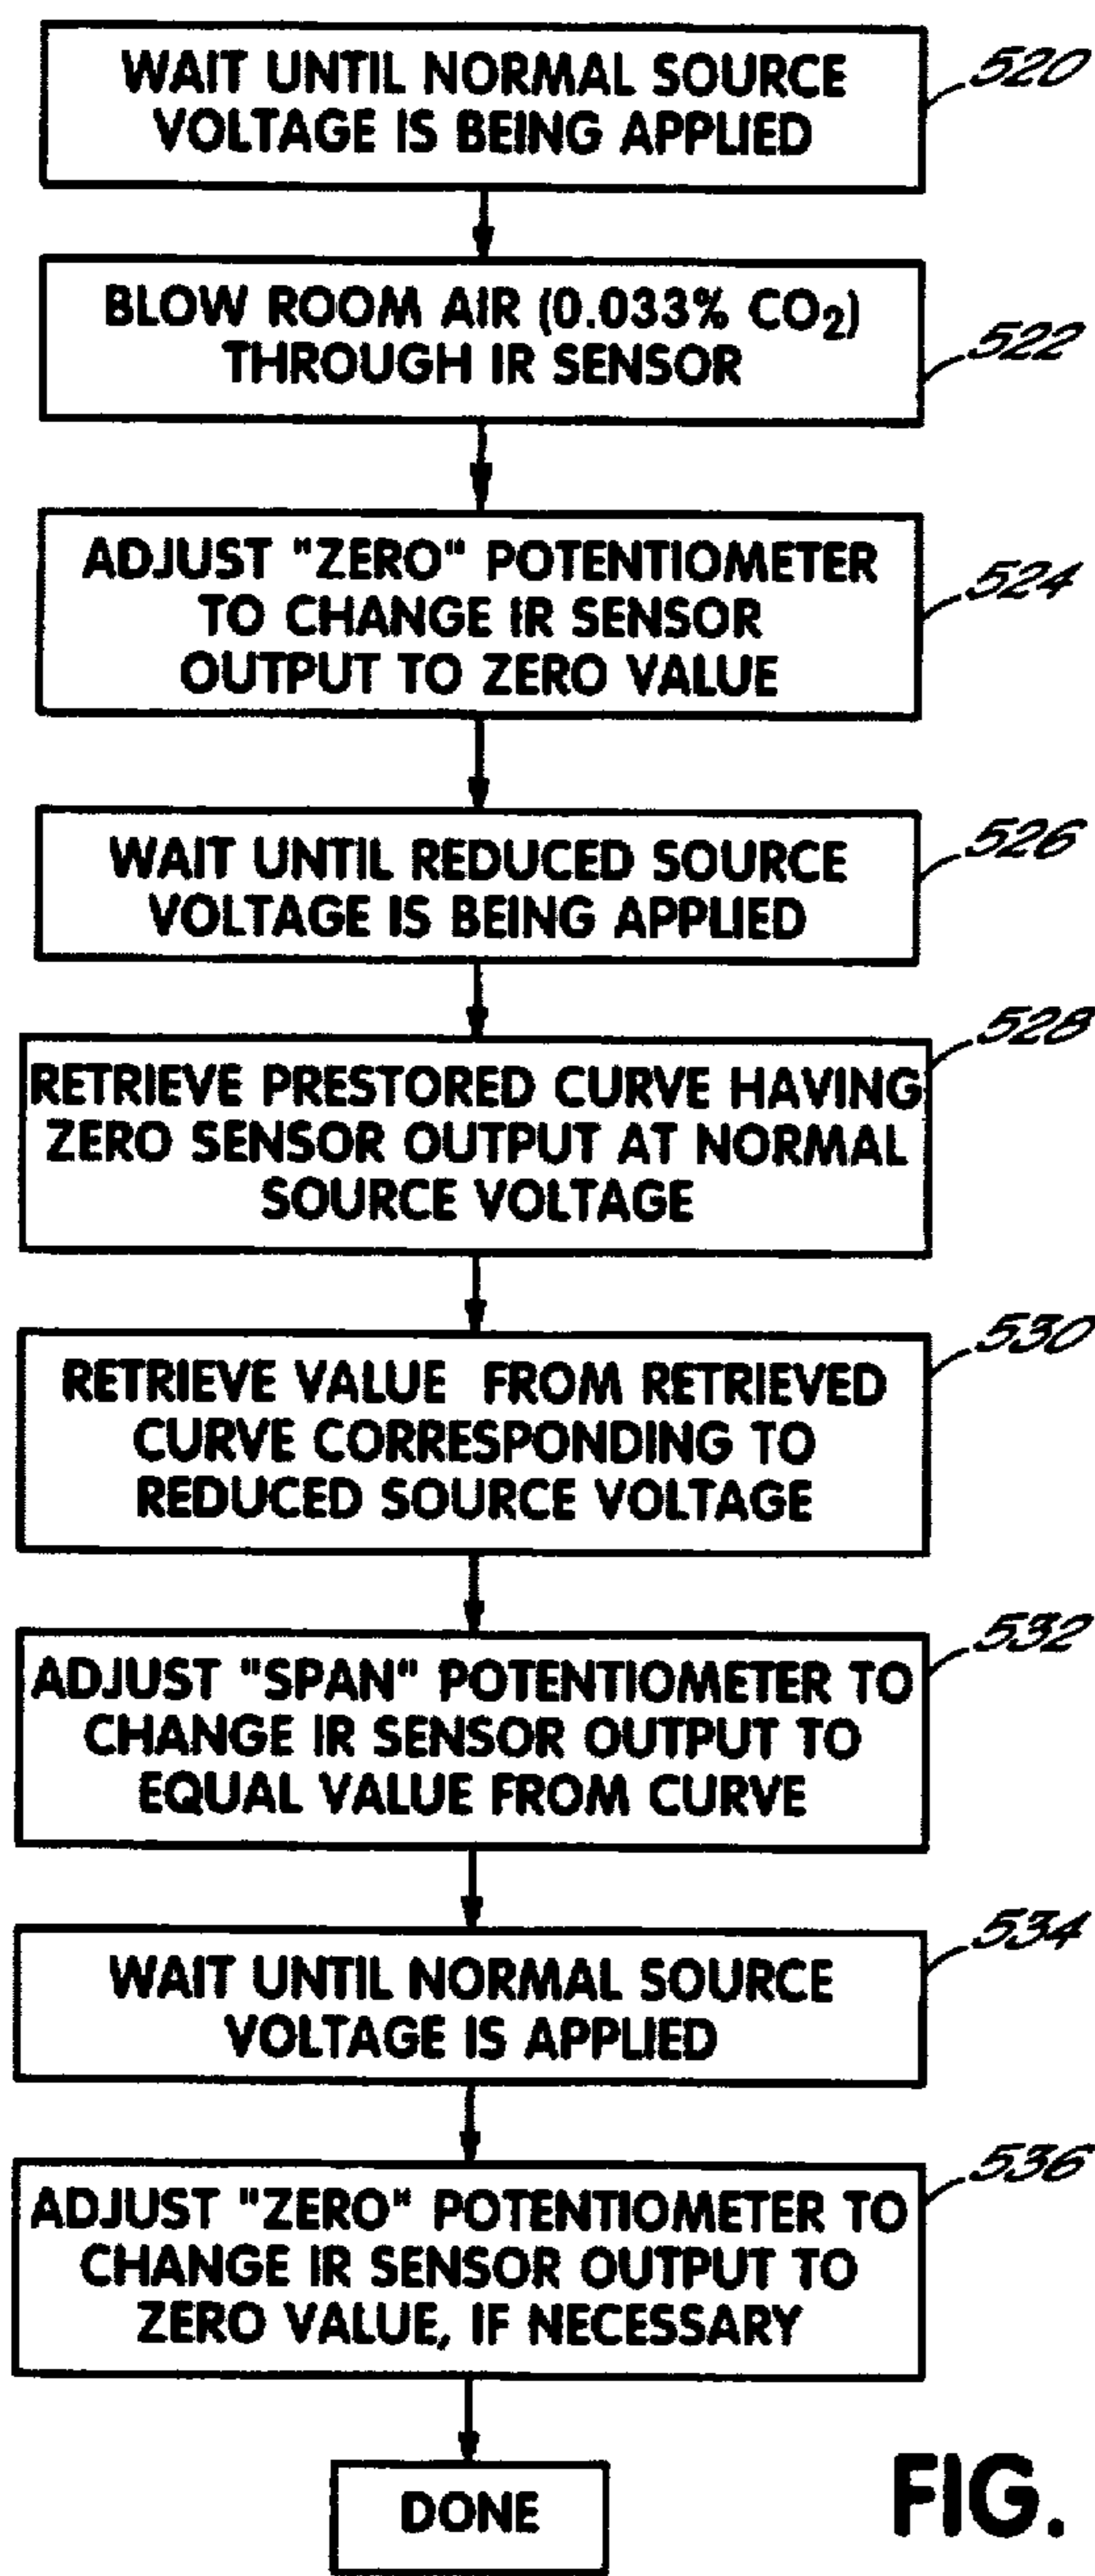 WAIT UNTIL NORMAL SOURCE
VOLTAGE IS BEING APPLIED
520
BLOW ROOM AIR (0.033% CO₂)
THROUGH IR SENSOR
522
ADJUST "ZERO" POTENTIOMETER
TO CHANGE IR SENSOR
OUTPUT TO ZERO VALUE
524
WAIT UNTIL REDUCED SOURCE
VOLTAGE IS BEING APPLIED
526
RETRIEVE PRESTORED CURVE HAVING
ZERO SENSOR OUTPUT AT NORMAL
SOURCE VOLTAGE
528
RETRIEVE VALUE FROM RETRIEVED
CURVE CORRESPONDING TO
REDUCED SOURCE VOLTAGE
530
ADJUST "SPAN" POTENTIOMETER TO
CHANGE IR SENSOR OUTPUT TO
EQUAL VALUE FROM CURVE
532
WAIT UNTIL NORMAL SOURCE
VOLTAGE IS APPLIED
534
ADJUST "ZERO" POTENTIOMETER TO
CHANGE IR SENSOR OUTPUT TO
ZERO VALUE, IF NECESSARY
536
DONE
FIG.